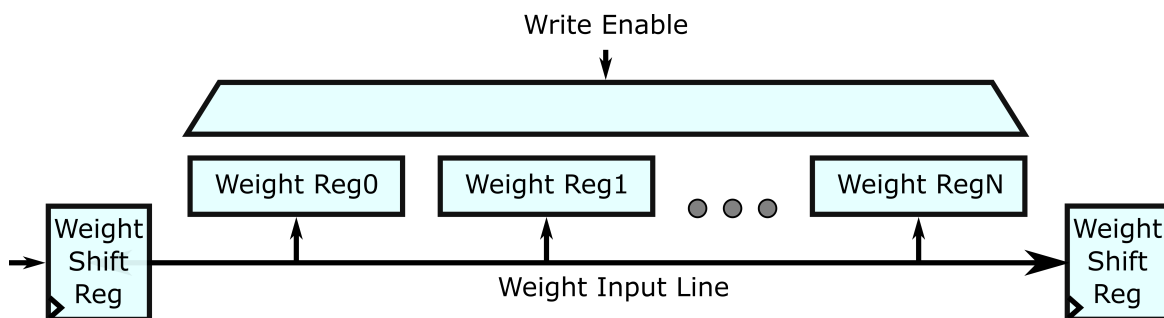 Write Enable
Weight Reg0
Weight Reg1
Weight RegN
Weight
Shift
Reg
Weight Input Line
Weight
Shift
Reg